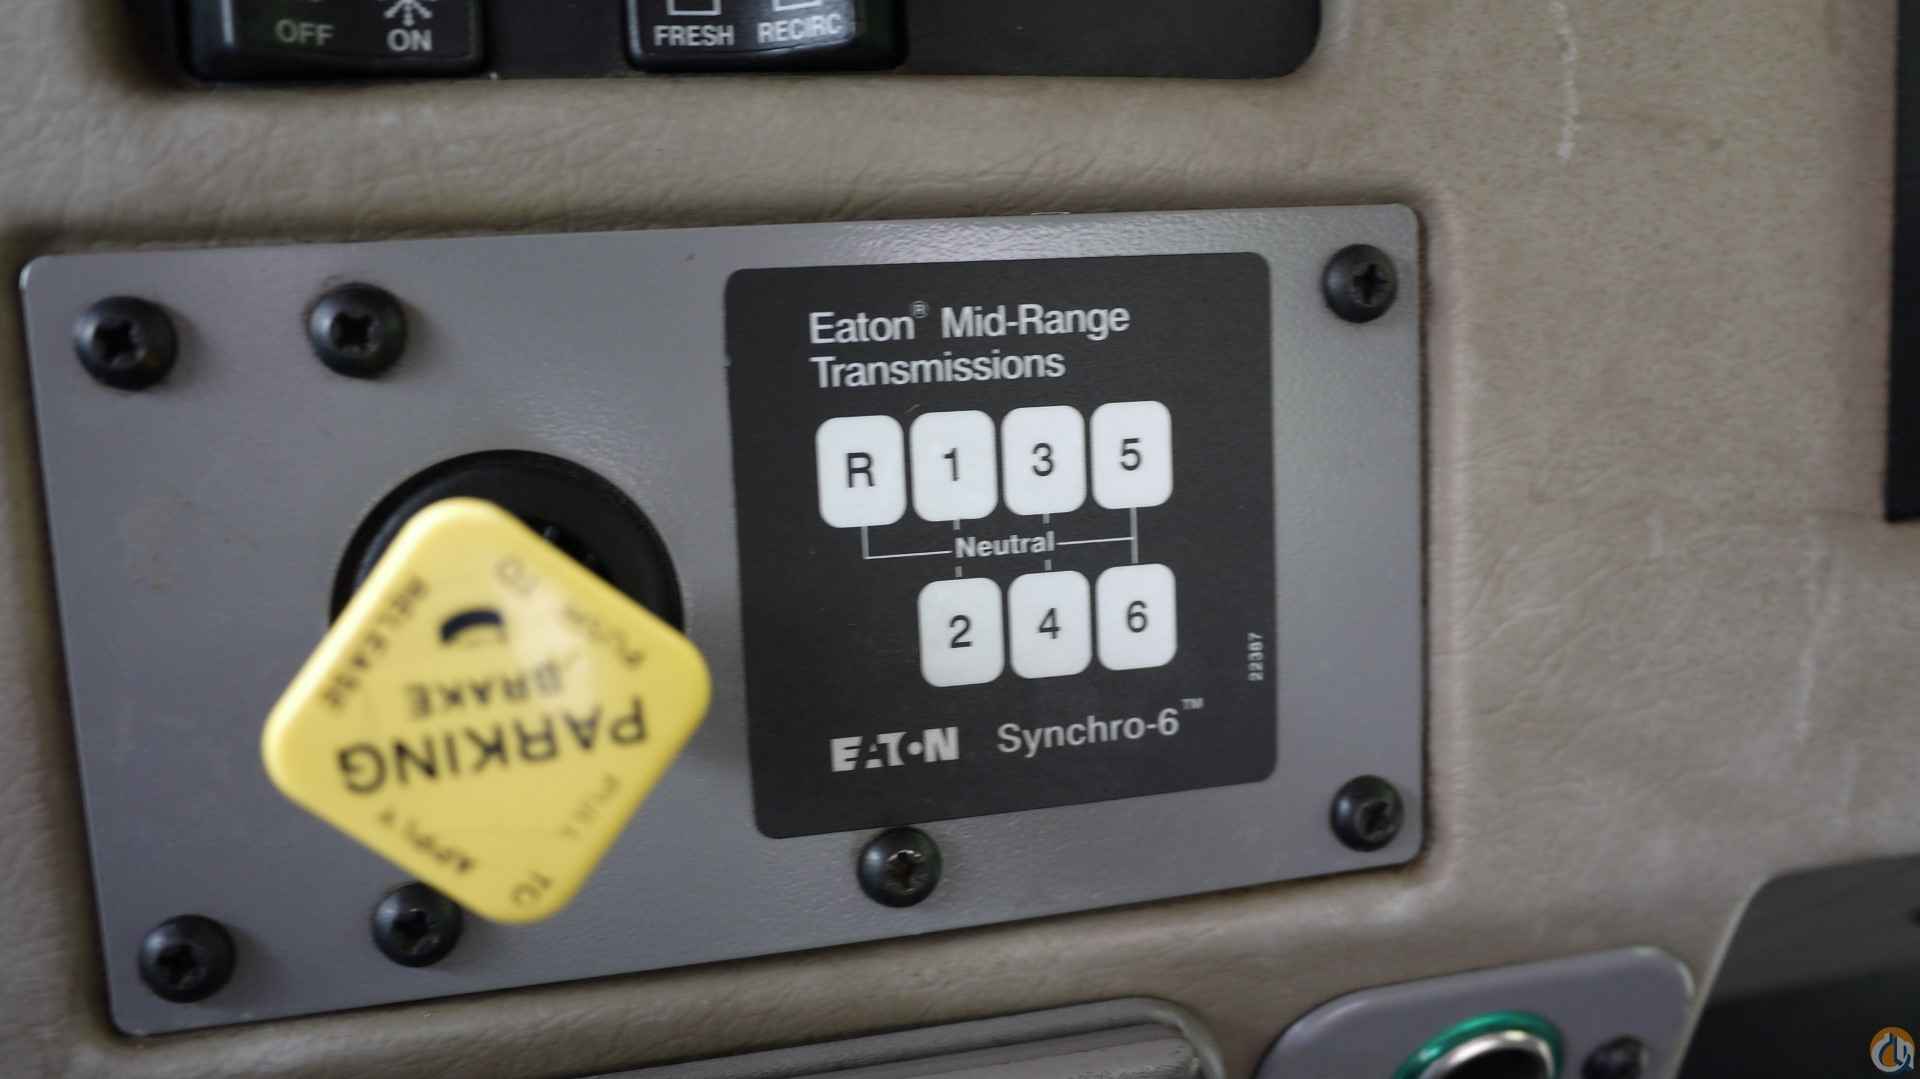 OFF ON
FRESH RECIRC
Eaton® Mid-Range
Transmissions
R 1 3 5
Neutral
2 4 6
22387
EATON Synchro-6™
PARKING
BRAKE
PUSH TO
RELEASE
PULL TO
APPLY